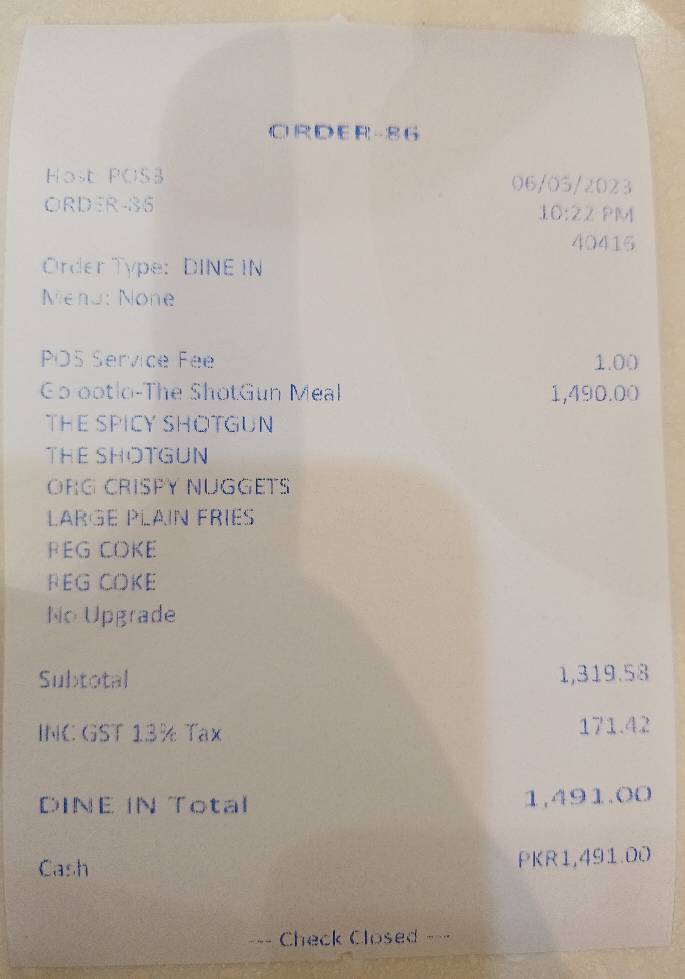 ORDER-86
Host: POS3
06/05/2023
ORDER-86
10:22 PM
40416
Order Type: DINE IN
Menu: None
POS Service Fee 1.00
Golootlo-The ShotGun Meal 1,490.00
THE SPICY SHOTGUN
THE SHOTGUN
ORG CRISPY NUGGETS
LARGE PLAIN FRIES
REG COKE
REG COKE
No Upgrade
Subtotal 1,319.58
INC GST 13% Tax 171.42
DINE IN Total 1,491.00
Cash PKR1,491.00
--- Check Closed ---